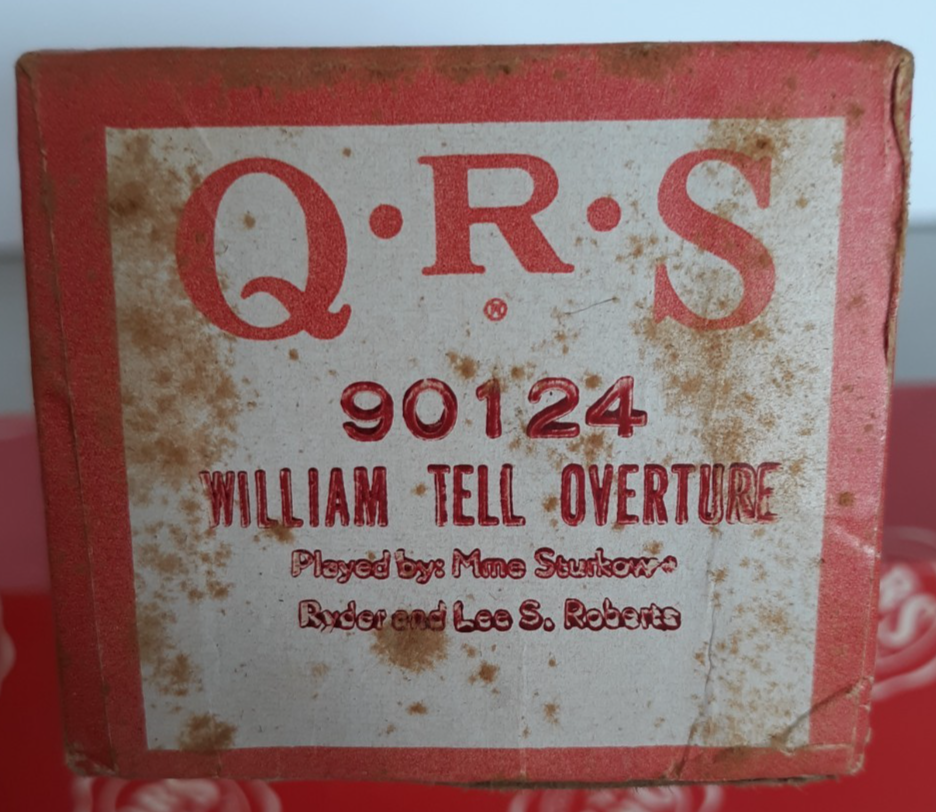 Q·R·S
®
90124
WILLIAM TELL OVERTURE
Played by: Mme Sturkow-
Ryder and Lee S. Roberts